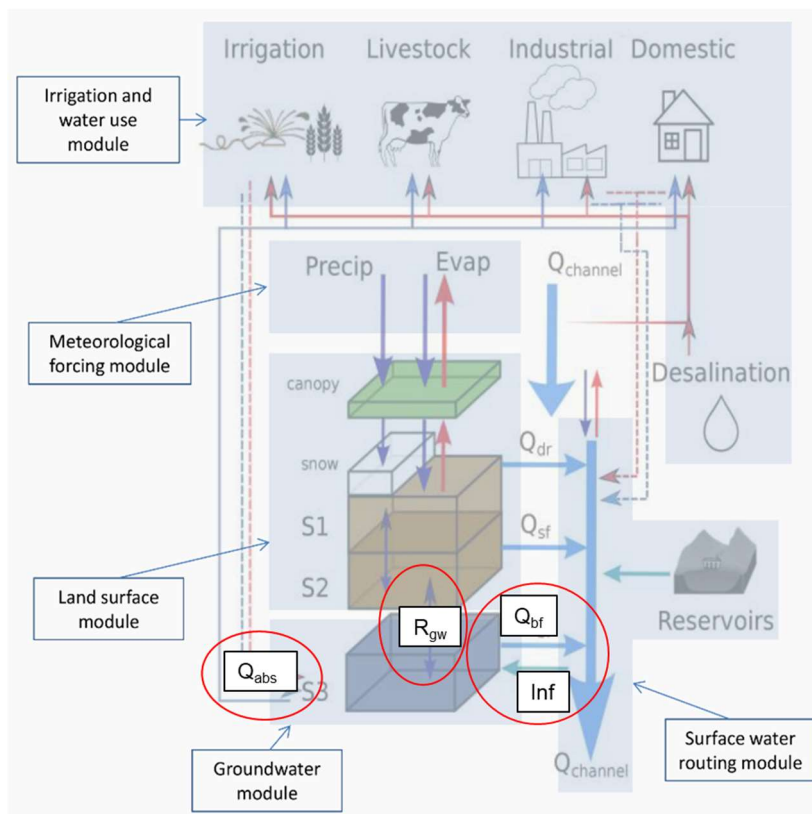 Irrigation Livestock Industrial Domestic
Irrigation and
water use
module
Precip Evap Qchannel
Meteorological
forcing module
Desalination
canopy
Qdr
snow
S1
Qsf
S2
Land surface
module
Rgw
Qbf
Reservoirs
Qabs
S3
Inf
Groundwater
module
Qchannel
Surface water
routing module